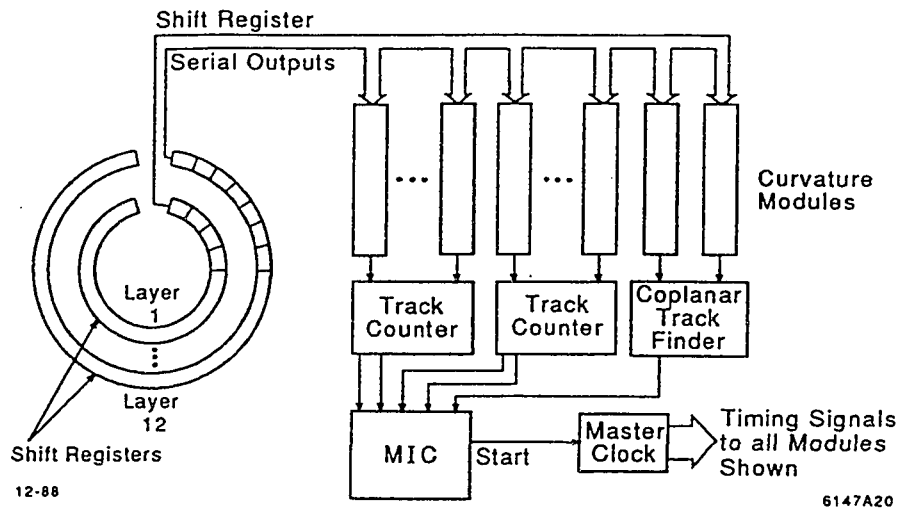 Shift Register
Serial Outputs
Curvature
Modules
Layer
1
Layer
12
Shift Registers
Track
Counter
Track
Counter
Coplanar
Track
Finder
MIC
Start
Master
Clock
Timing Signals
to all Modules
Shown
12-88
6147A20